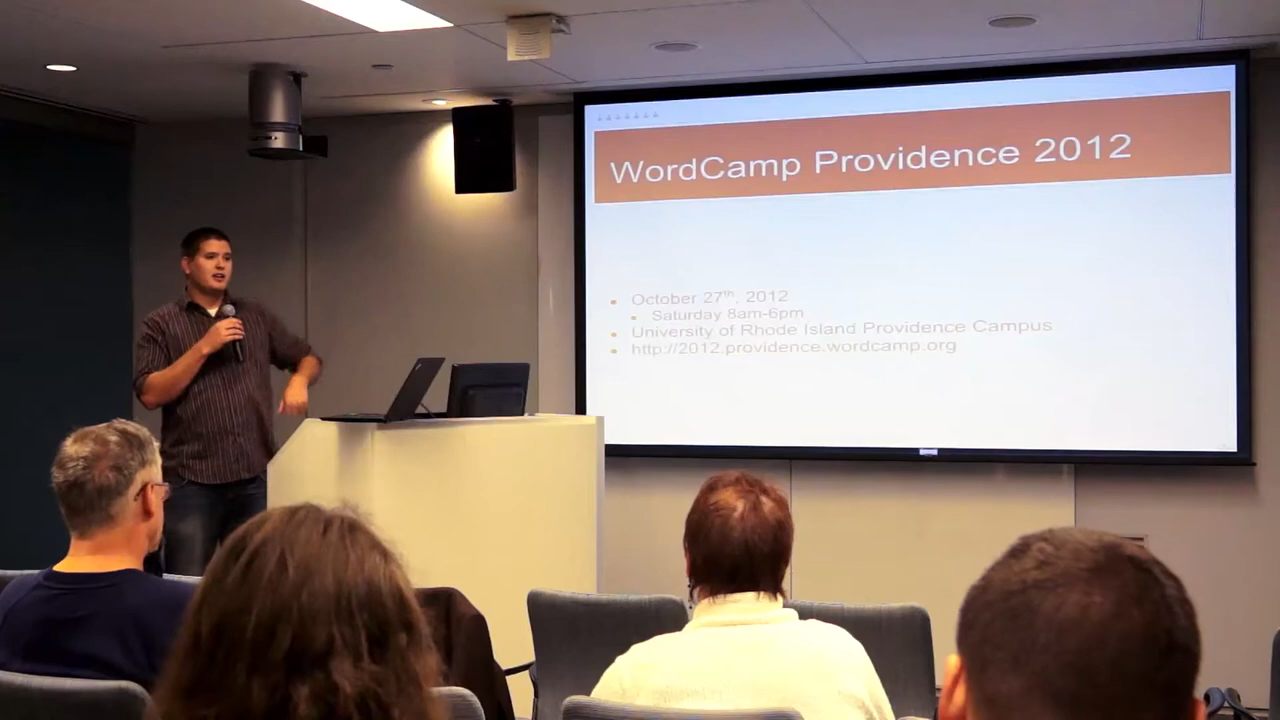 WordCamp Providence 2012
October 27th, 2012
Saturday 8am-6pm
University of Rhode Island Providence Campus
http://2012.providence.wordcamp.org